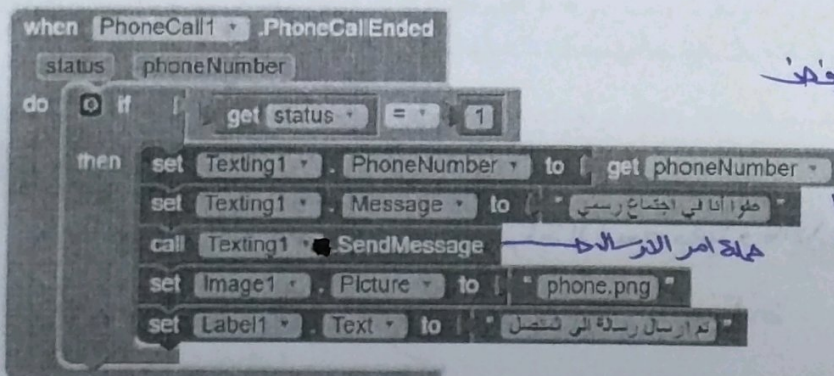 when PhoneCall1 .PhoneCallEnded
status phoneNumber
do if get status = 1
then set Texting1 . PhoneNumber to get phoneNumber
set Texting1 . Message to " عفوا أنا في اجتماع رسمي "
call Texting1 .SendMessage
set Image1 . Picture to " phone.png "
set Label1 . Text to " تم ارسال رسالة الى المتصل "